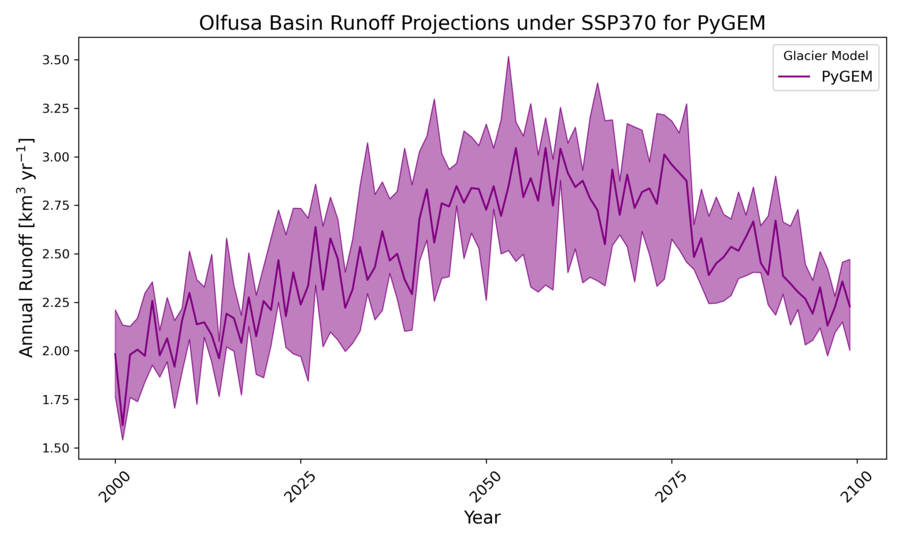 Olfusa Basin Runoff Projections under SSP370 for PyGEM
Glacier Model
PyGEM
Annual Runoff [km³ yr⁻¹]
3.50
3.25
3.00
2.75
2.50
2.25
2.00
1.75
1.50
2000
2025
2050
2075
2100
Year